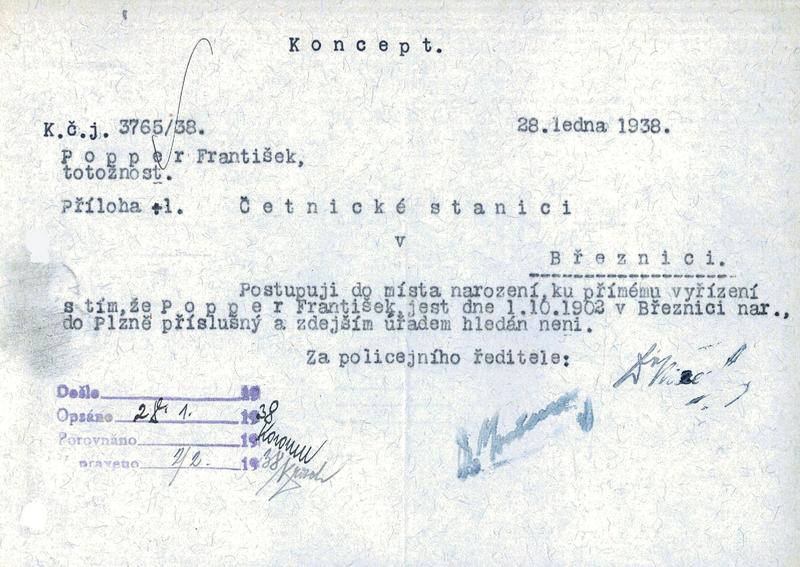 Koncept.
K.č.j. 3765/38. 28.ledna 1938.
Popper František,
totožnost.
Příloha 1. Četnické stanici
v
Březnici.
Postupuji do místa narození,ku přímému vyřízení
s tím,že Popper František,jest dne 1.10.1903 v Březnici nar.,
do Plzně příslušný a zdejším úřadem hledán neni.
Za policejního ředitele:
Došlo 19
Opsáno 28. 1. 1938
Porovnáno 19
praveno 2/2. 1938